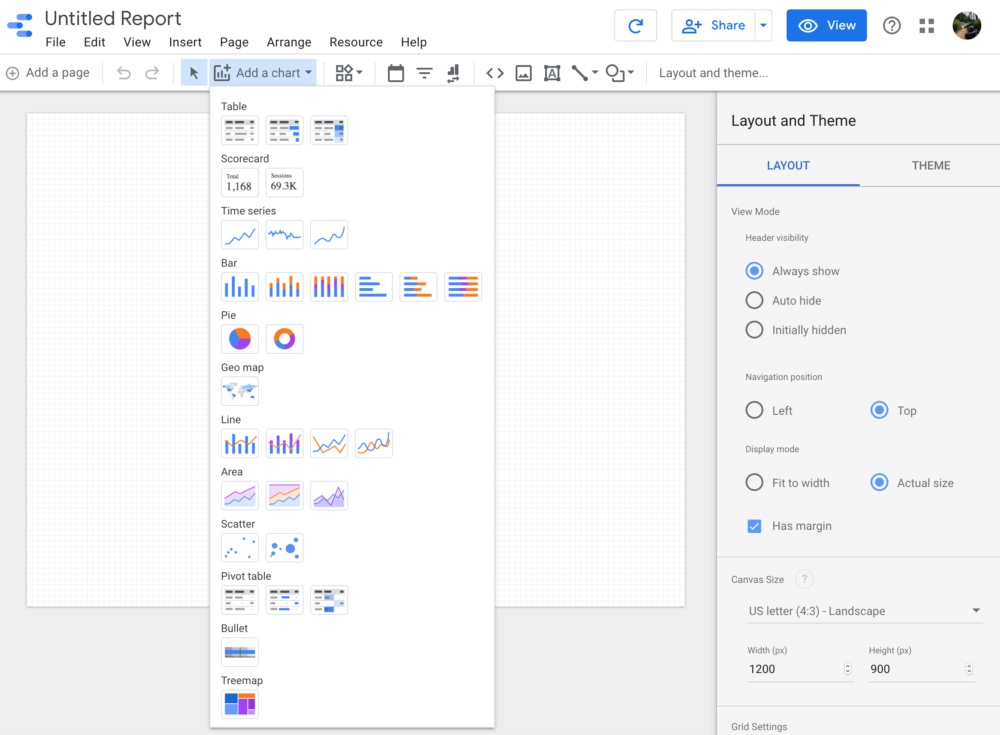 Untitled Report
File Edit View Insert Page Arrange Resource Help
Share
View
Add a page
Add a chart
A
Layout and theme...
Table
Scorecard
Total
1,168
Sessions
69.3K
Time series
Bar
Pie
Geo map
Line
Area
Scatter
Pivot table
Bullet
Treemap
Layout and Theme
LAYOUT THEME
View Mode
Header visibility
Always show
Auto hide
Initially hidden
Navigation position
Left Top
Display mode
Fit to width Actual size
Has margin
Canvas Size ?
US letter (4:3) - Landscape
Width (px) Height (px)
1200 900
Grid Settings